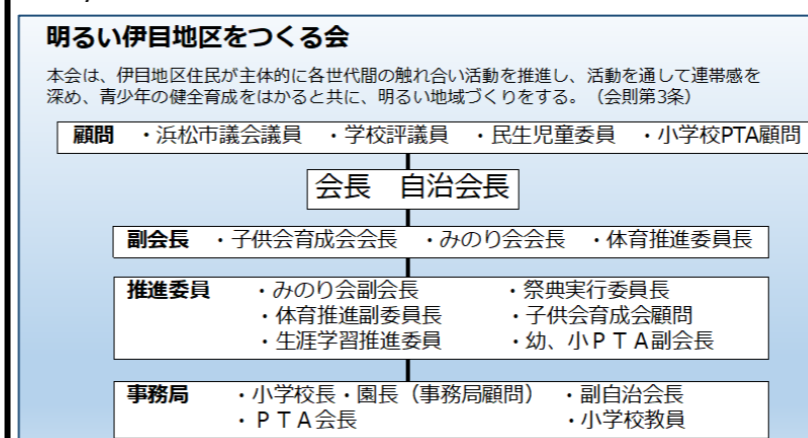 明るい伊目地区をつくる会
本会は、伊目地区住民が主体的に各世代間の触れ合い活動を推進し、活動を通して連帯感を
深め、青少年の健全育成をはかると共に、明るい地域づくりをする。（会則第3条）
顧問 ・浜松市議会議員 ・学校評議員 ・民生児童委員 ・小学校PTA顧問
会長 自治会長
副会長 ・子供会育成会会長 ・みのり会会長 ・体育推進委員長
推進委員 ・みのり会副会長 ・祭典実行委員長
・体育推進副委員長 ・子供会育成会顧問
・生涯学習推進委員 ・幼、小ＰＴＡ副会長
事務局 ・小学校長・園長（事務局顧問） ・副自治会長
・ＰＴＡ会長 ・小学校教員